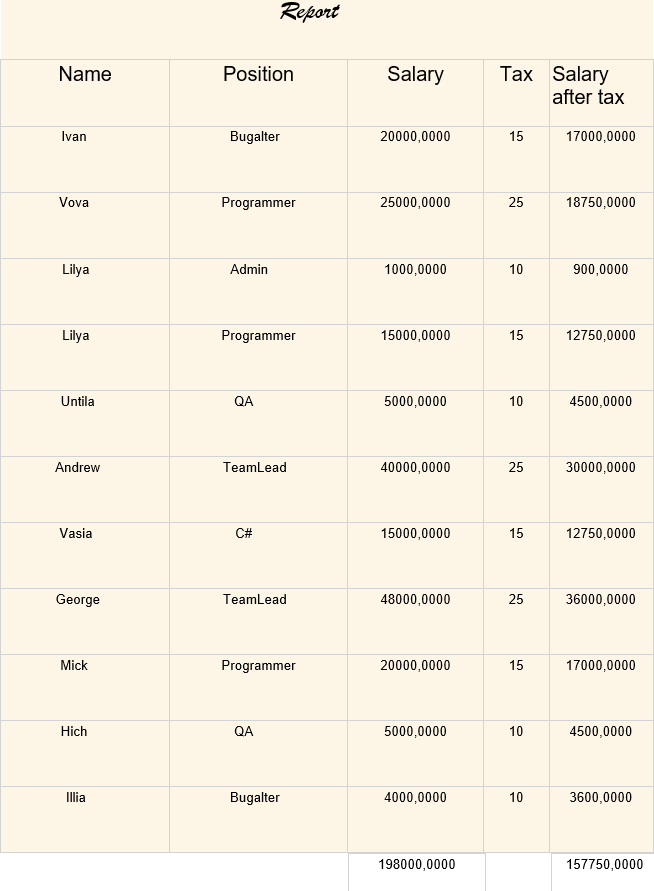 Report
Name Position Salary Tax Salary
after tax
Ivan Bugalter 20000,0000 15 17000,0000
Vova Programmer 25000,0000 25 18750,0000
Lilya Admin 1000,0000 10 900,0000
Lilya Programmer 15000,0000 15 12750,0000
Untila QA 5000,0000 10 4500,0000
Andrew TeamLead 40000,0000 25 30000,0000
Vasia C# 15000,0000 15 12750,0000
George TeamLead 48000,0000 25 36000,0000
Mick Programmer 20000,0000 15 17000,0000
Hich QA 5000,0000 10 4500,0000
Illia Bugalter 4000,0000 10 3600,0000
198000,0000 157750,0000